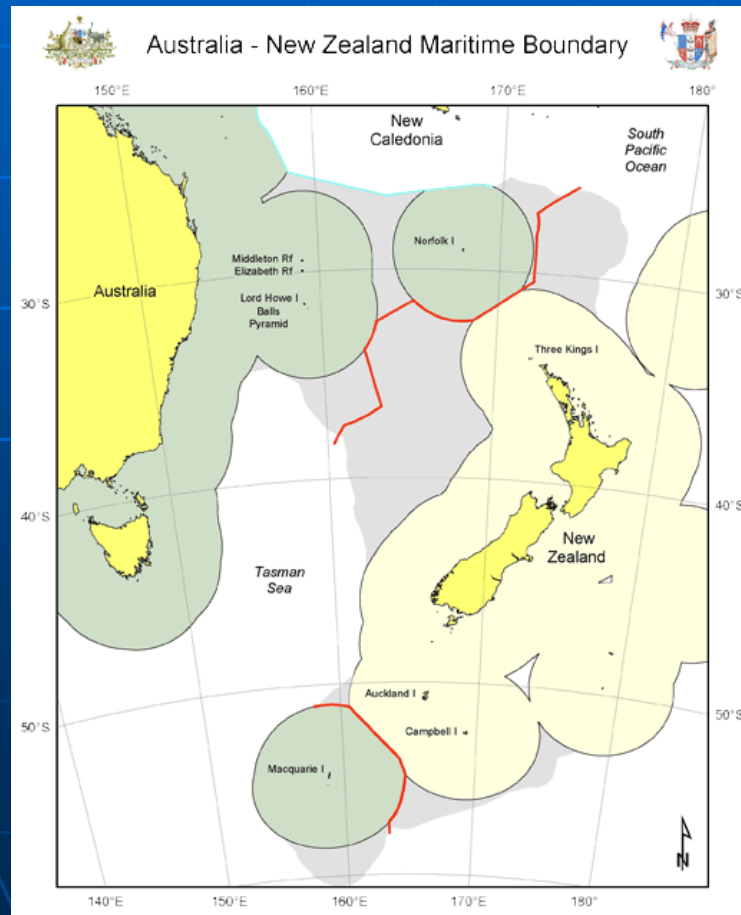 Australia - New Zealand Maritime Boundary
150°E
160°E
170°E
180°
New
Caledonia
South
Pacific
Ocean
Norfolk I
Middleton Rf
Elizabeth Rf
Australia
Lord Howe I
Balls
Pyramid
30°S
30°S
Three Kings I
40°S
40°S
New
Zealand
Tasman
Sea
Auckland I
50°S
50°S
Campbell I
Macquarie I
N
140°E
150°E
160°E
170°E
180°